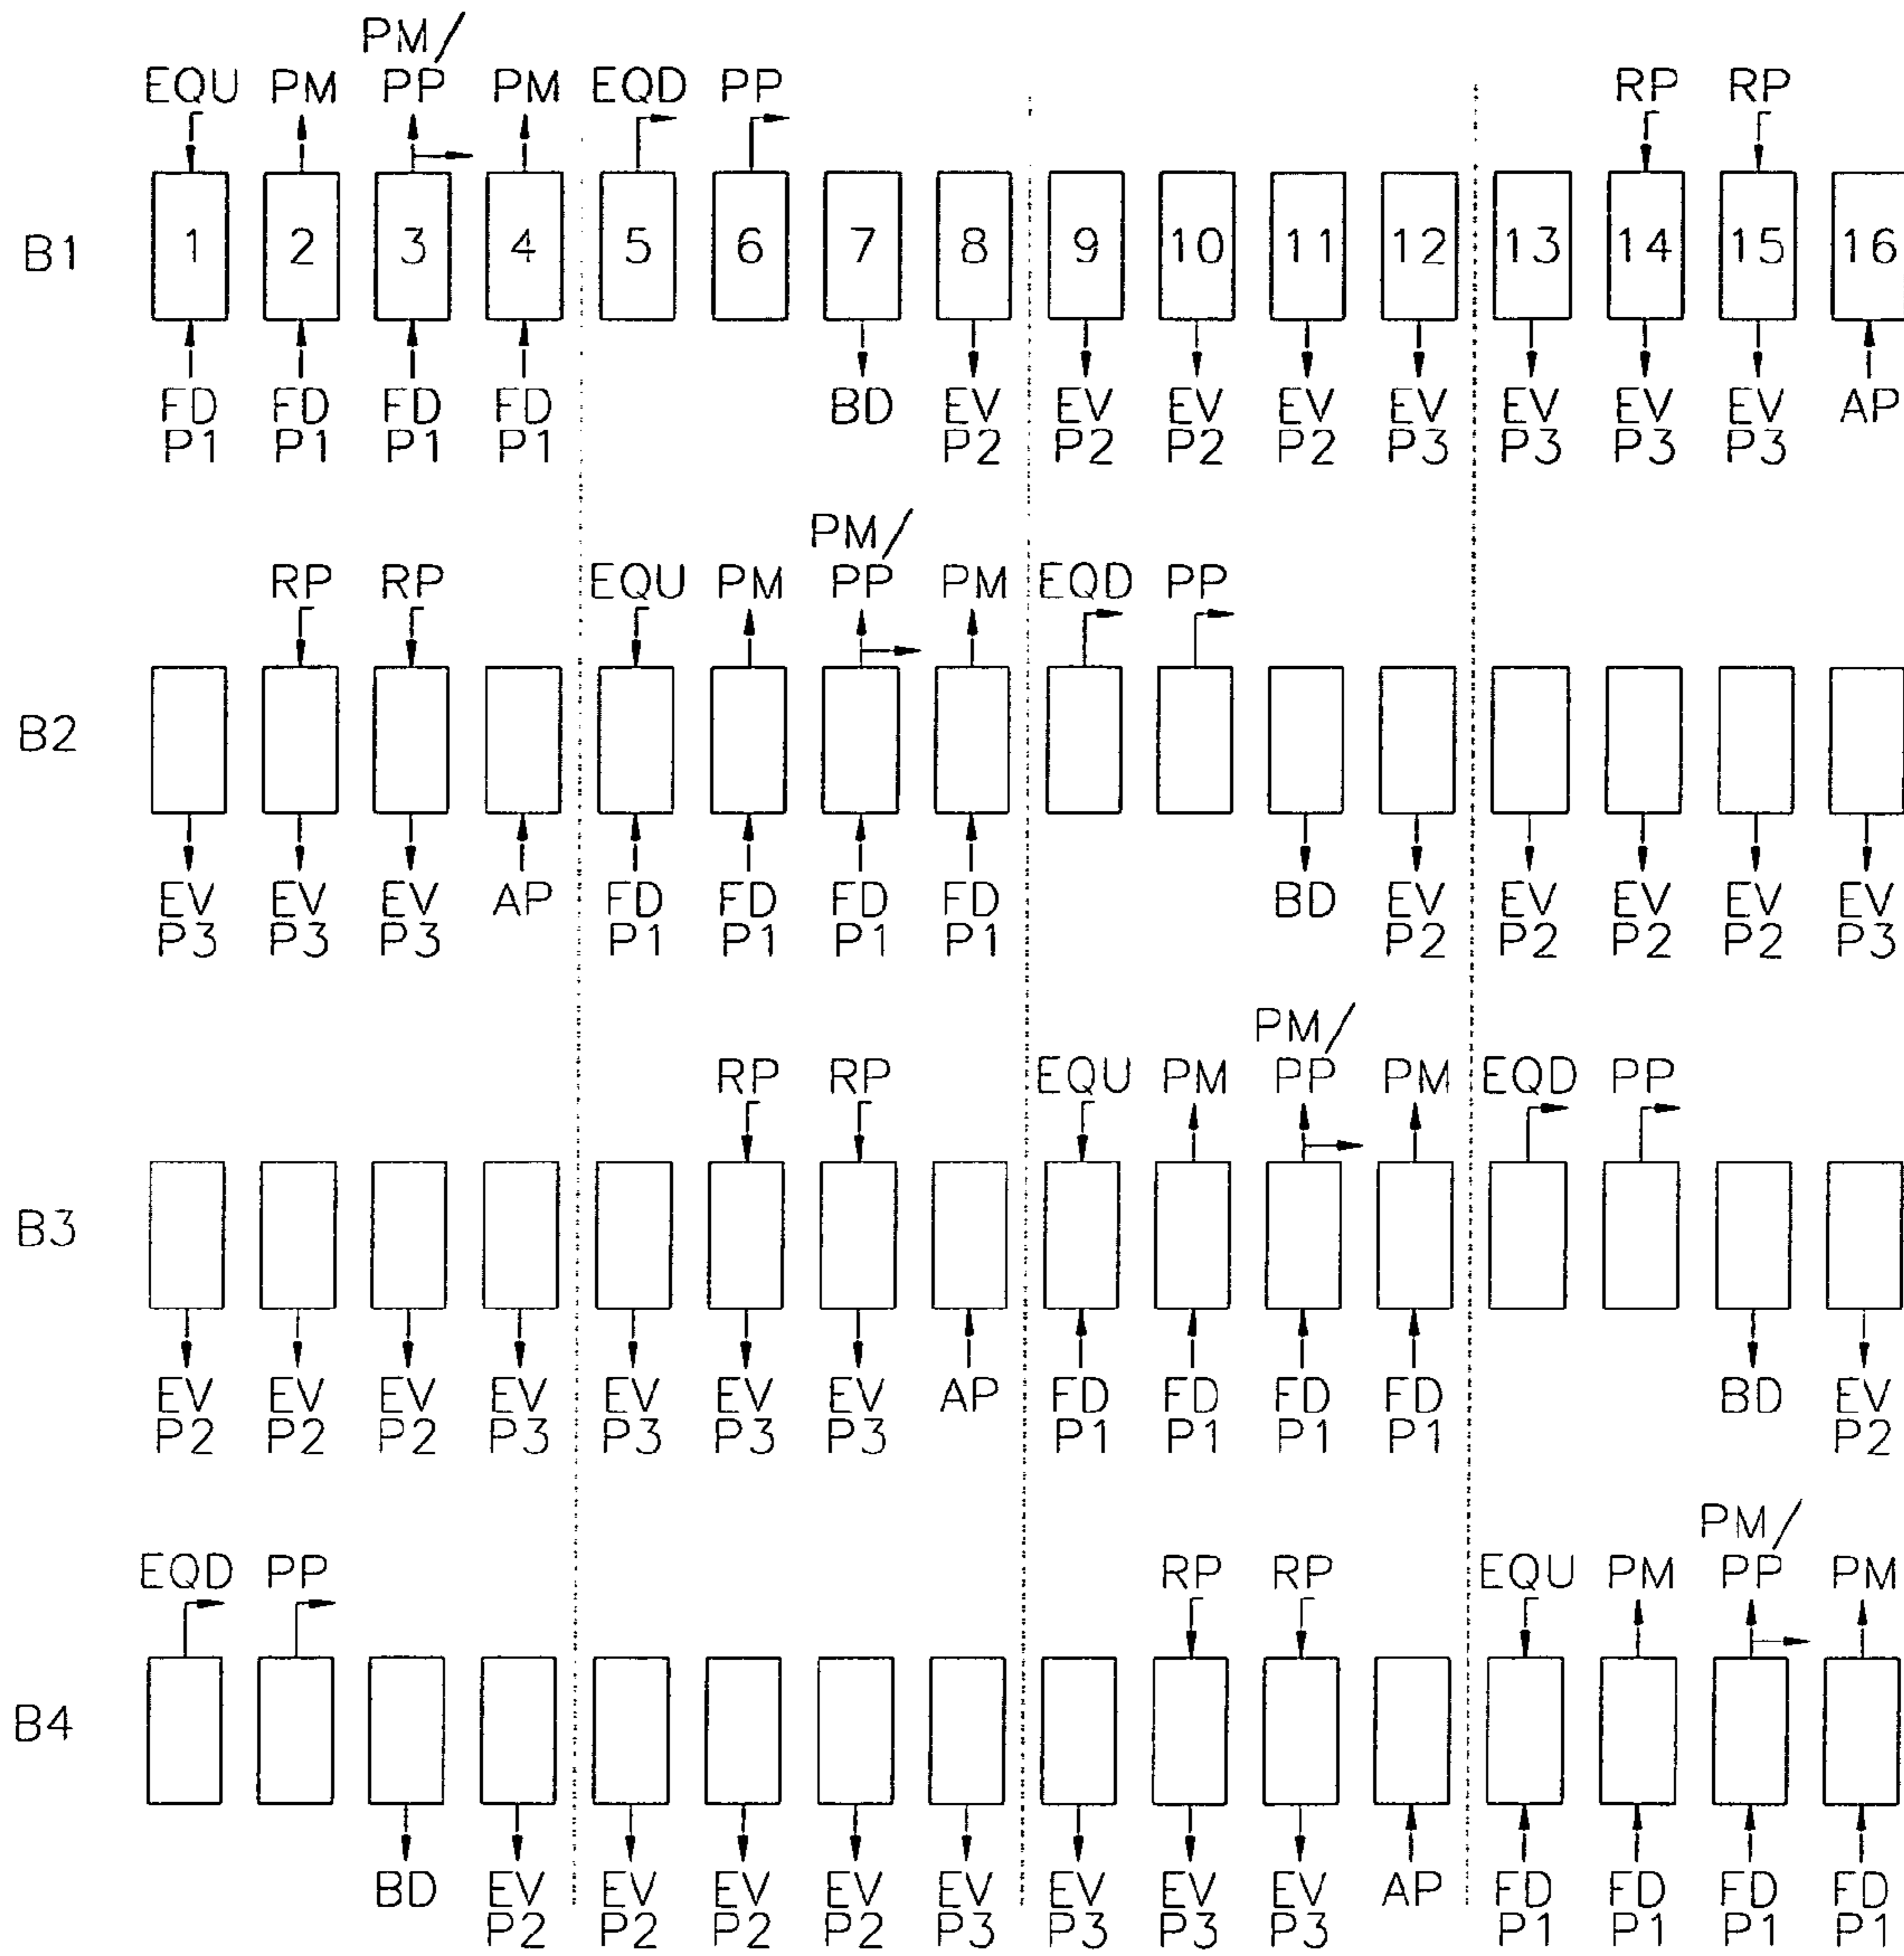 PM/
EQU PM PP PM EQD PP RP RP
B1 1 2 3 4 5 6 7 8 9 10 11 12 13 14 15 16
FD FD FD FD BD EV EV EV EV EV EV EV EV AP
P1 P1 P1 P1 P2 P2 P2 P2 P3 P3 P3 P3
PM/
RP RP EQU PM PP PM EQD PP
B2
EV EV EV AP FD FD FD FD BD EV EV EV EV EV
P3 P3 P3 P1 P1 P1 P1 P2 P2 P2 P2 P3
PM/
RP RP EQU PM PP PM EQD PP
B3
EV EV EV EV EV EV EV AP FD FD FD FD BD EV
P2 P2 P2 P3 P3 P3 P3 P1 P1 P1 P1 P2
PM/
EQD PP RP RP EQU PM PP PM
B4
BD EV EV EV EV EV EV EV EV AP FD FD FD FD
P2 P2 P2 P2 P3 P3 P3 P3 P1 P1 P1 P1